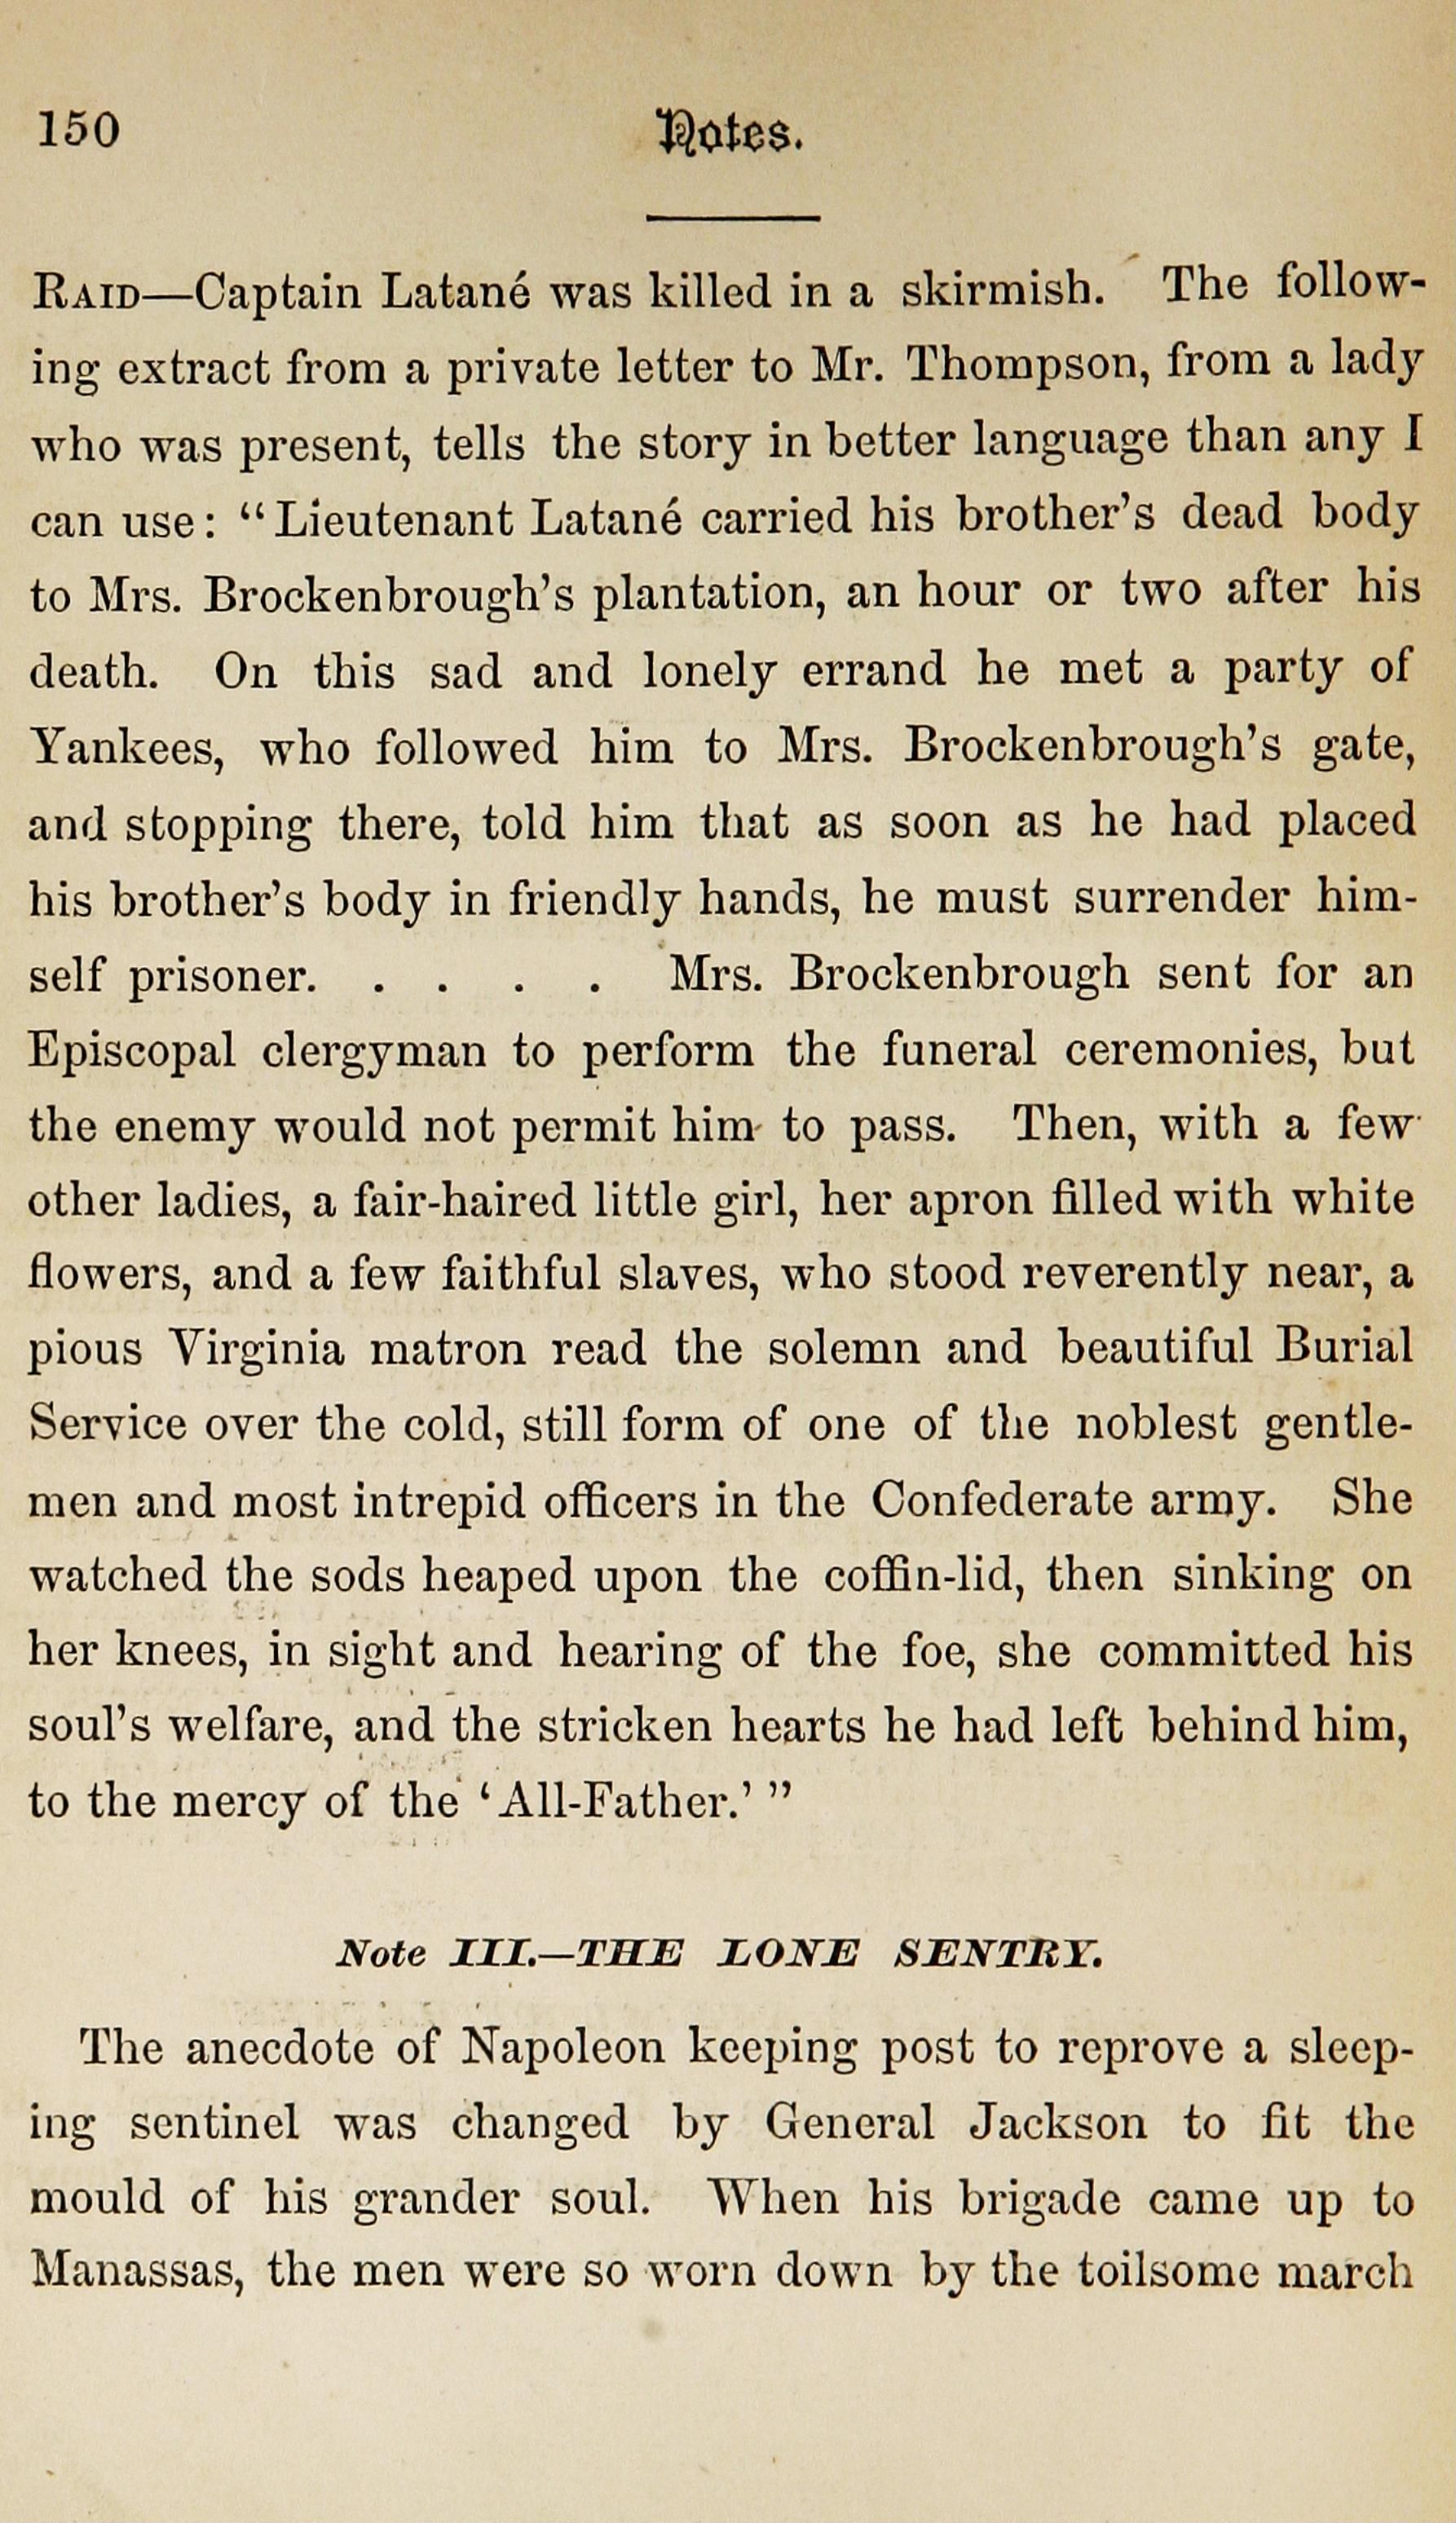 150
Notes.
RAID—Captain Latané was killed in a skirmish. The follow-
ing extract from a private letter to Mr. Thompson, from a lady
who was present, tells the story in better language than any I
can use: “Lieutenant Latané carried his brother’s dead body
to Mrs. Brockenbrough’s plantation, an hour or two after his
death. On this sad and lonely errand he met a party of
Yankees, who followed him to Mrs. Brockenbrough’s gate,
and stopping there, told him that as soon as he had placed
his brother’s body in friendly hands, he must surrender him-
self prisoner. . . . . Mrs. Brockenbrough sent for an
Episcopal clergyman to perform the funeral ceremonies, but
the enemy would not permit him to pass. Then, with a few
other ladies, a fair-haired little girl, her apron filled with white
flowers, and a few faithful slaves, who stood reverently near, a
pious Virginia matron read the solemn and beautiful Burial
Service over the cold, still form of one of the noblest gentle-
men and most intrepid officers in the Confederate army. She
watched the sods heaped upon the coffin-lid, then sinking on
her knees, in sight and hearing of the foe, she committed his
soul’s welfare, and the stricken hearts he had left behind him,
to the mercy of the ‘All-Father.’ ”
Note III.—THE LONE SENTRY.
The anecdote of Napoleon keeping post to reprove a sleep-
ing sentinel was changed by General Jackson to fit the
mould of his grander soul. When his brigade came up to
Manassas, the men were so worn down by the toilsome march